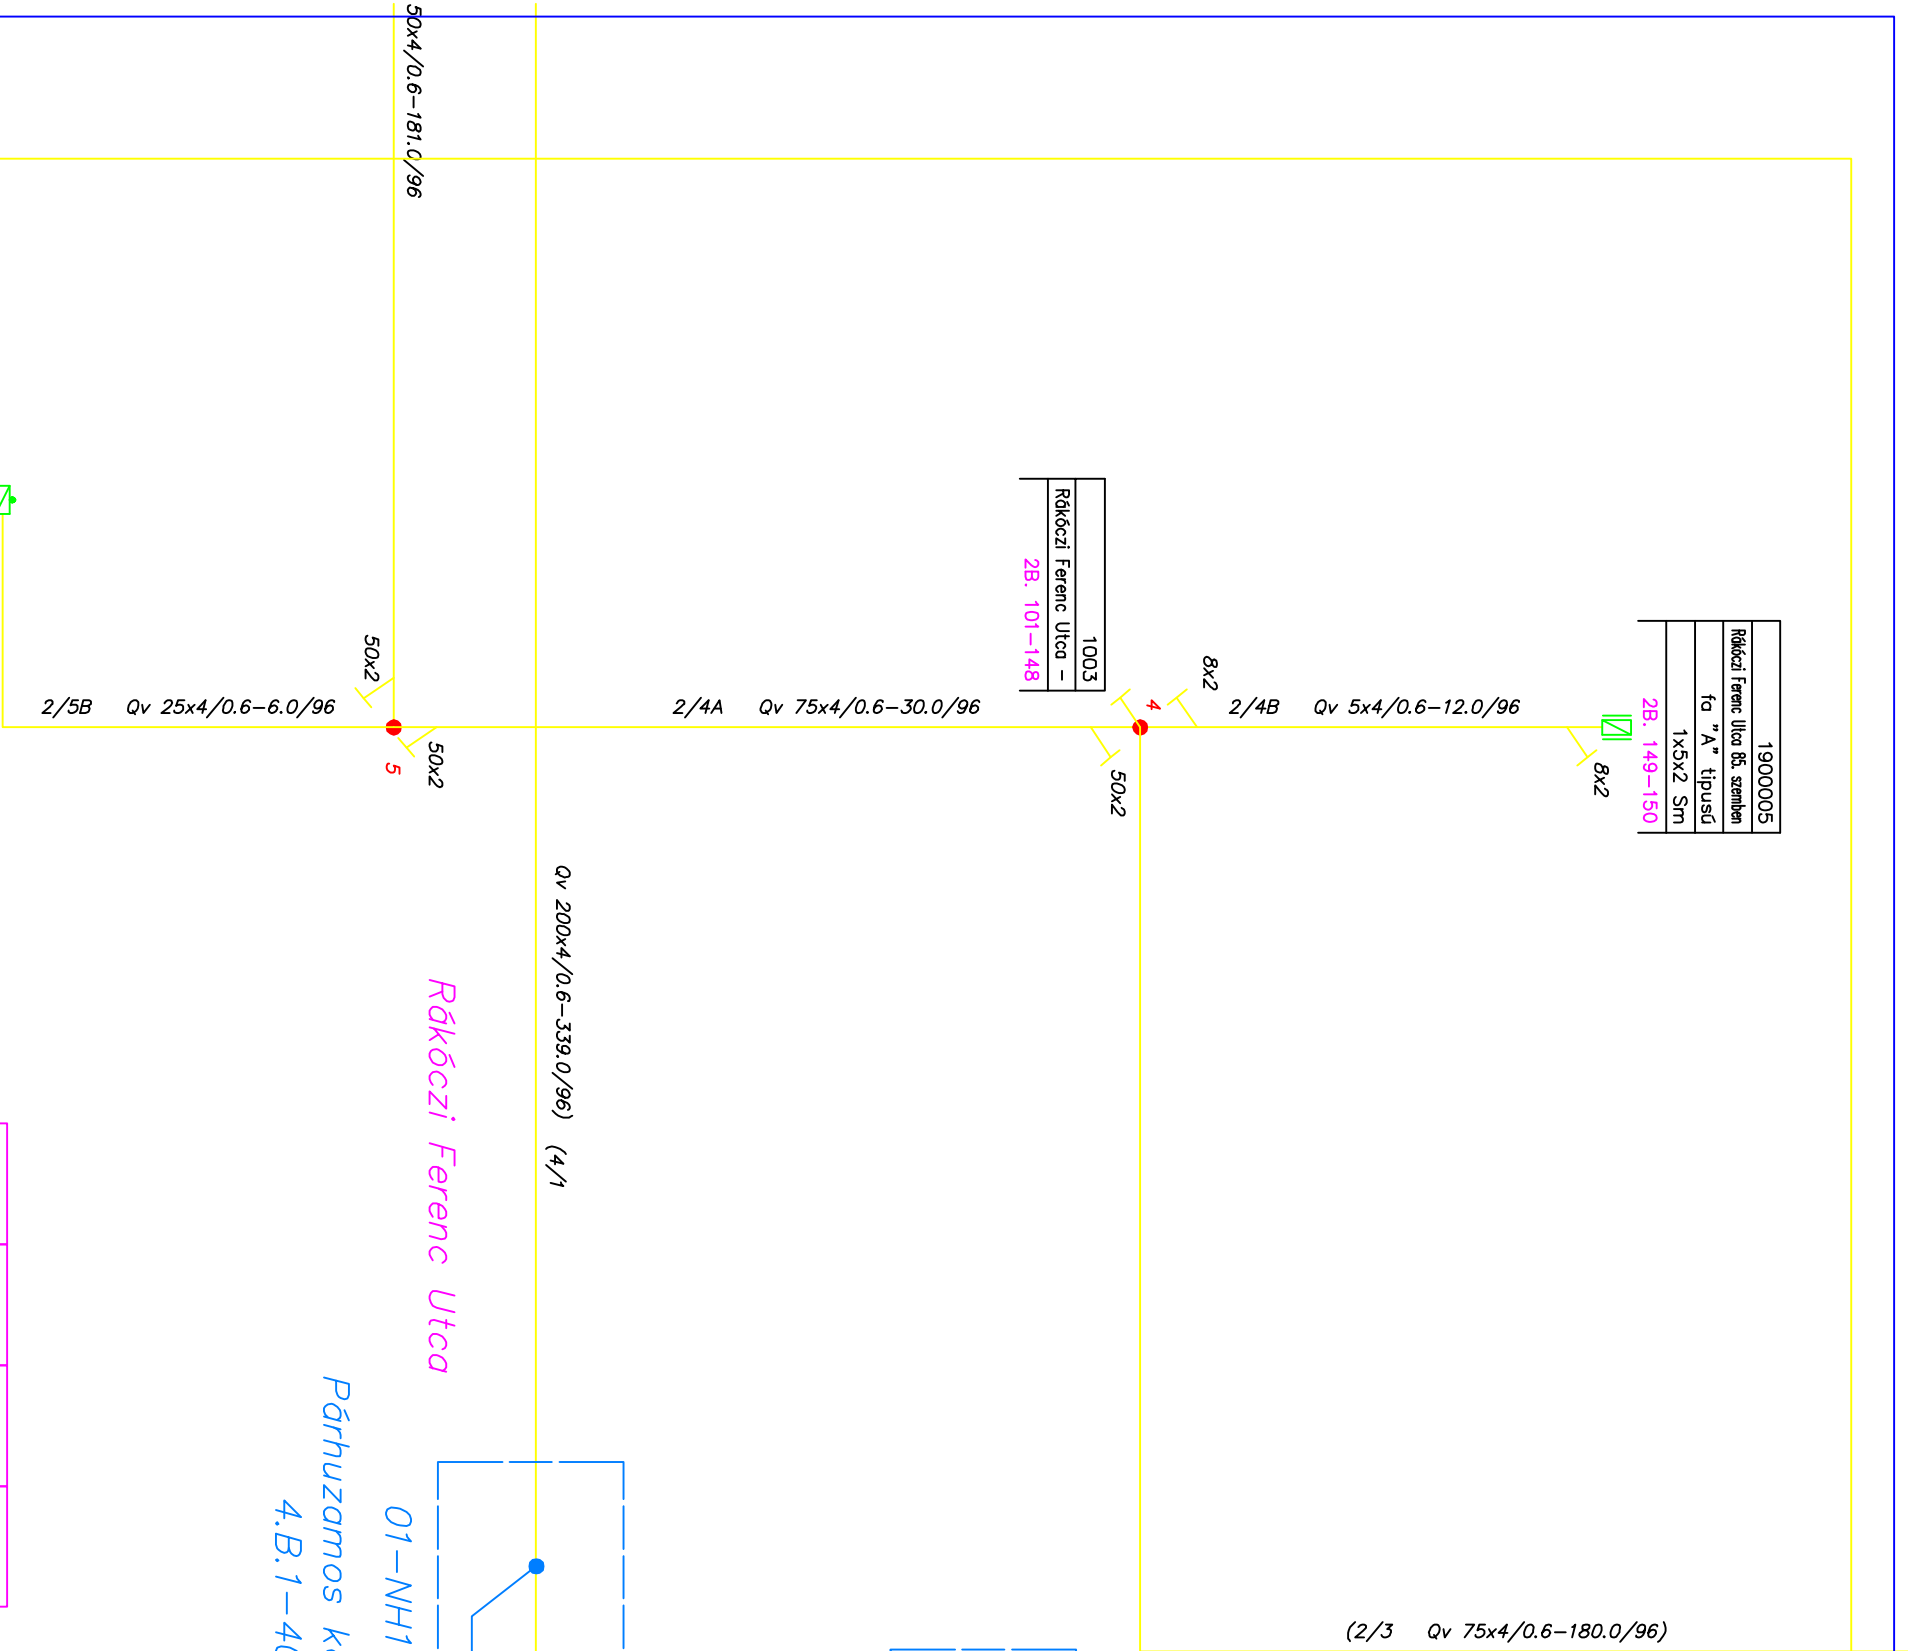 50x4/0.6-181.0/96
1003
Rákóczi Ferenc Utca -
2B. 101-148
1900005
Rákóczi Ferenc Utca 85. szemben
fa "A" tipusú
1x5x2 Sm
2B. 149-150
50x2
8x2
4
2/5B Qv 25x4/0.6-6.0/96
2/4A Qv 75x4/0.6-30.0/96
2/4B Qv 5x4/0.6-12.0/96
5
50x2
50x2
8x2
Qv 200x4/0.6-339.0/96) (4/1
Rákóczi Ferenc Utca
01-NH1
Párhuzamos
4.B.1-40
(2/3 Qv 75x4/0.6-180.0/96)